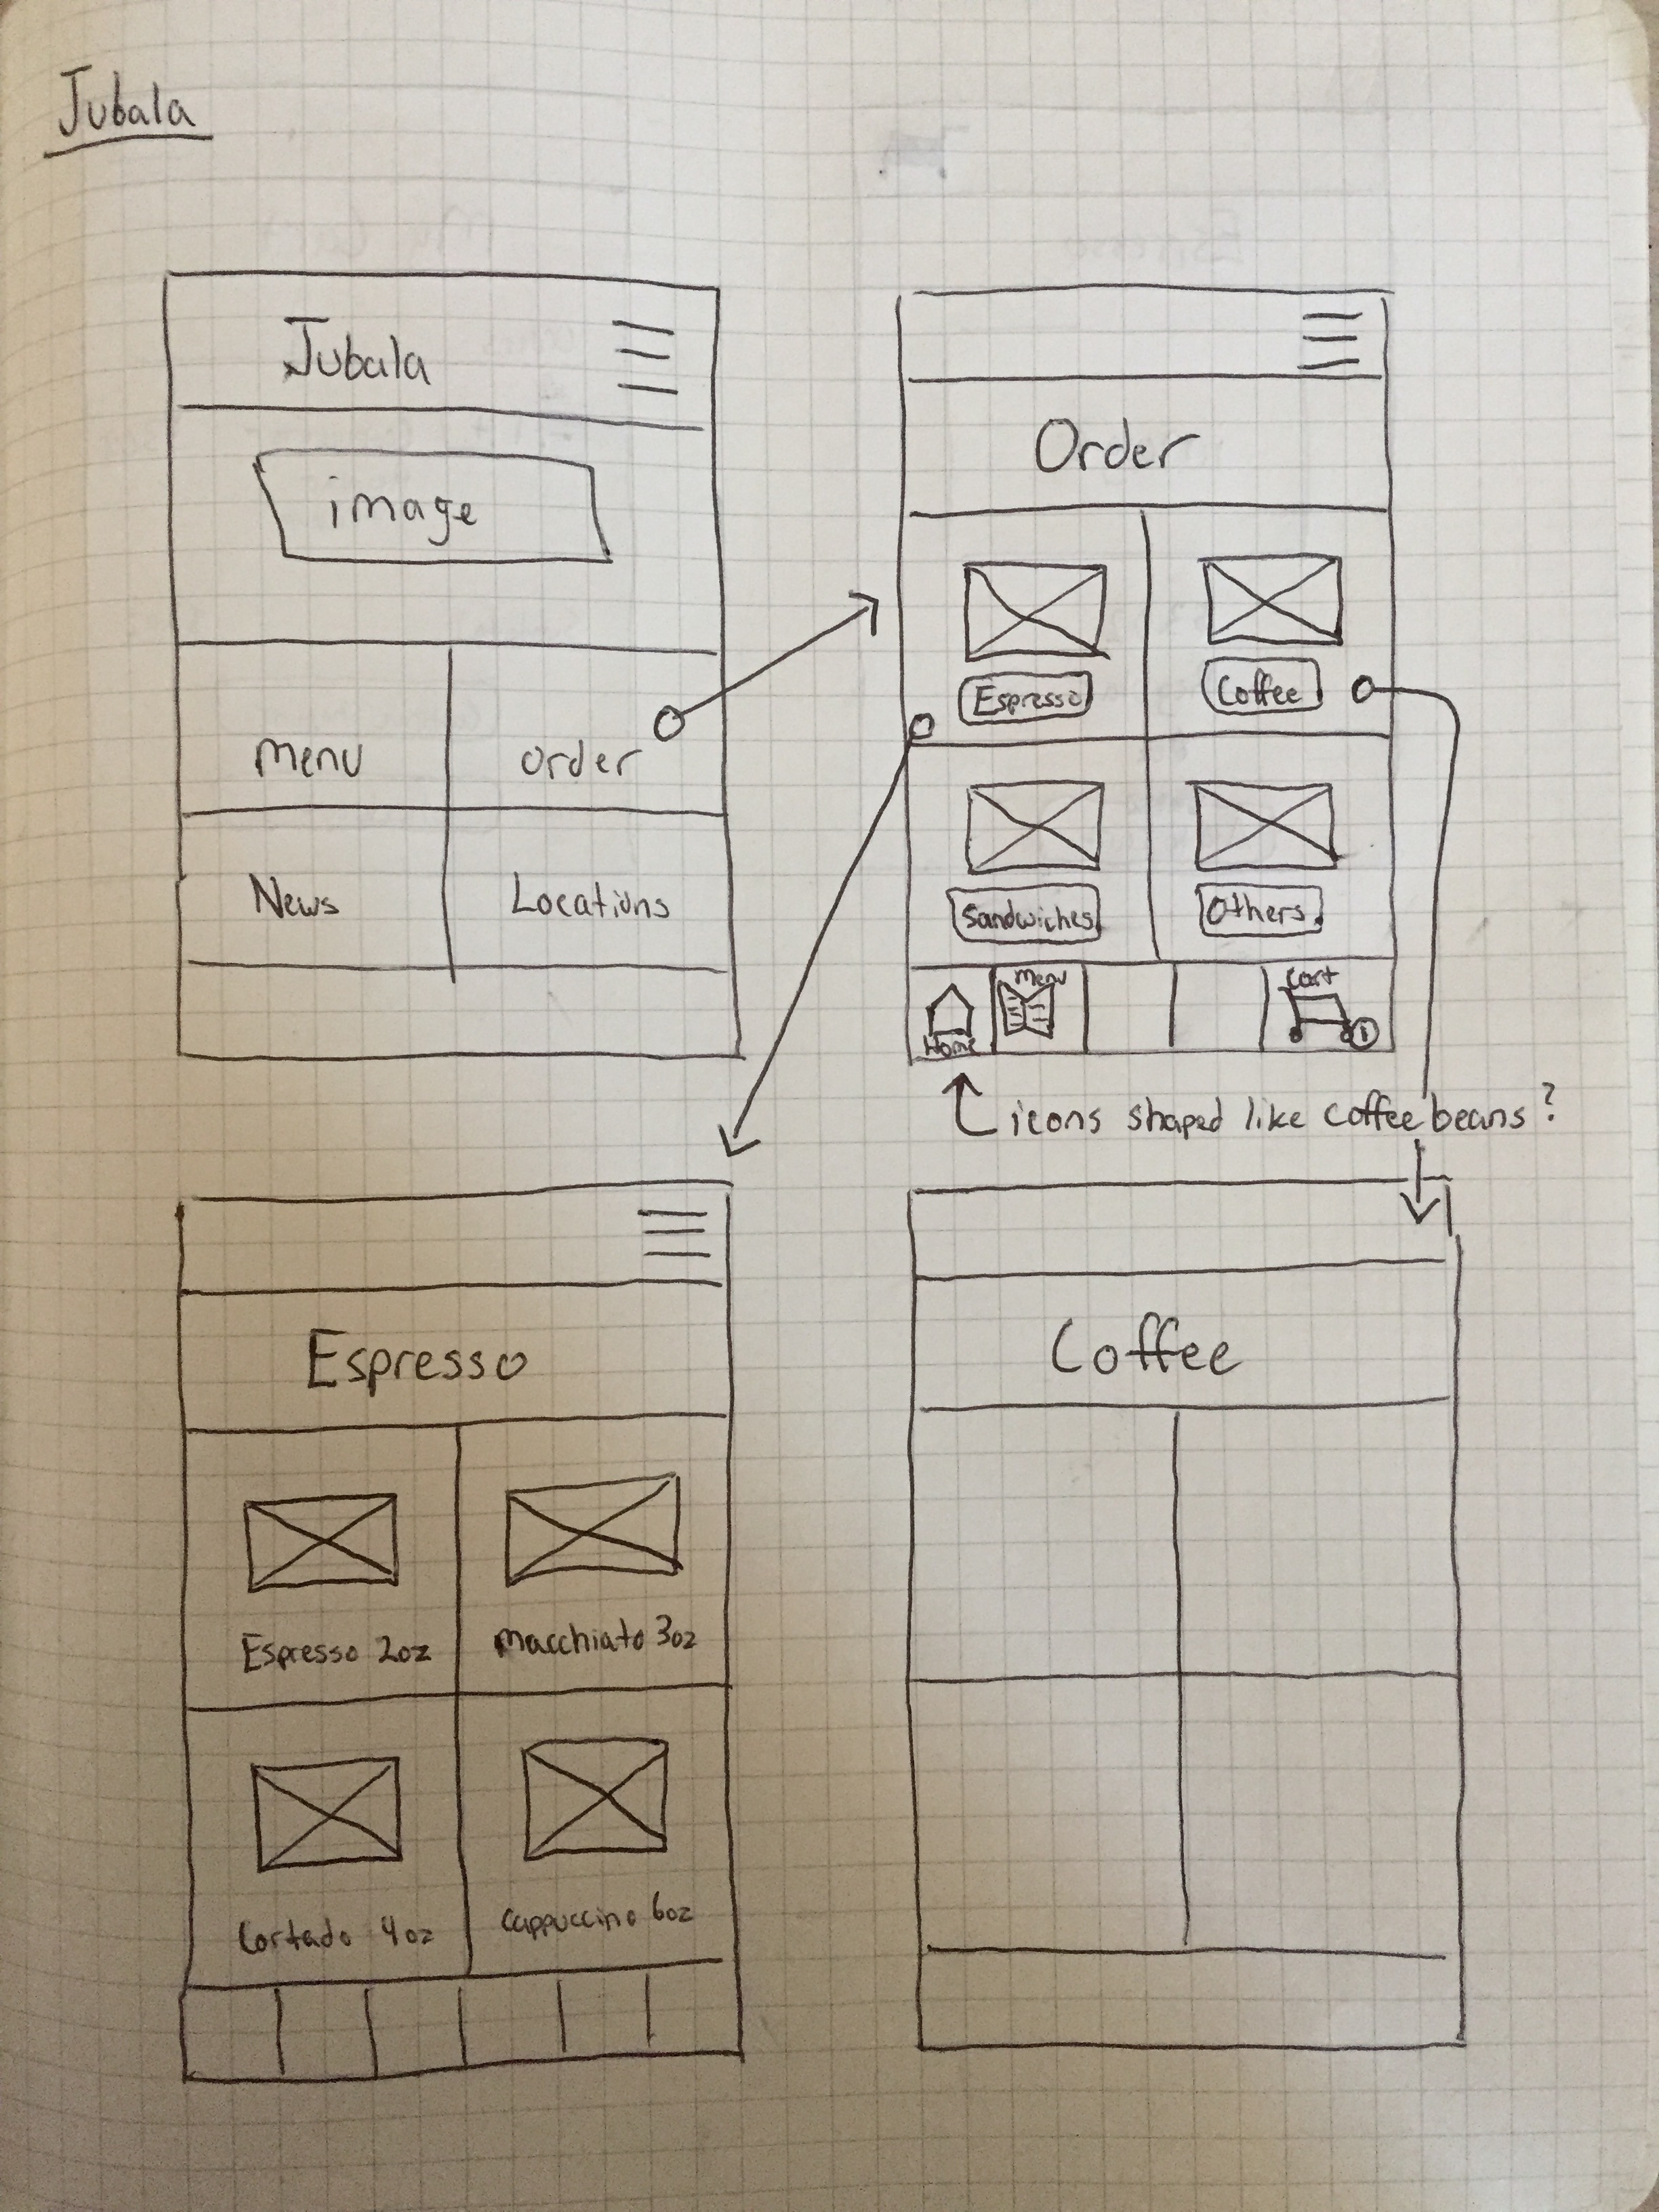 Jubala
Jubala
image
menu
order
News
Locations
Order
Espresso
Coffee
Sandwiches
Others
Home
Menu
Cart
1
icons shaped like coffee beans?
Espresso
Espresso 2oz
Macchiato 3oz
Cortado 4oz
Cappuccino 6oz
Coffee